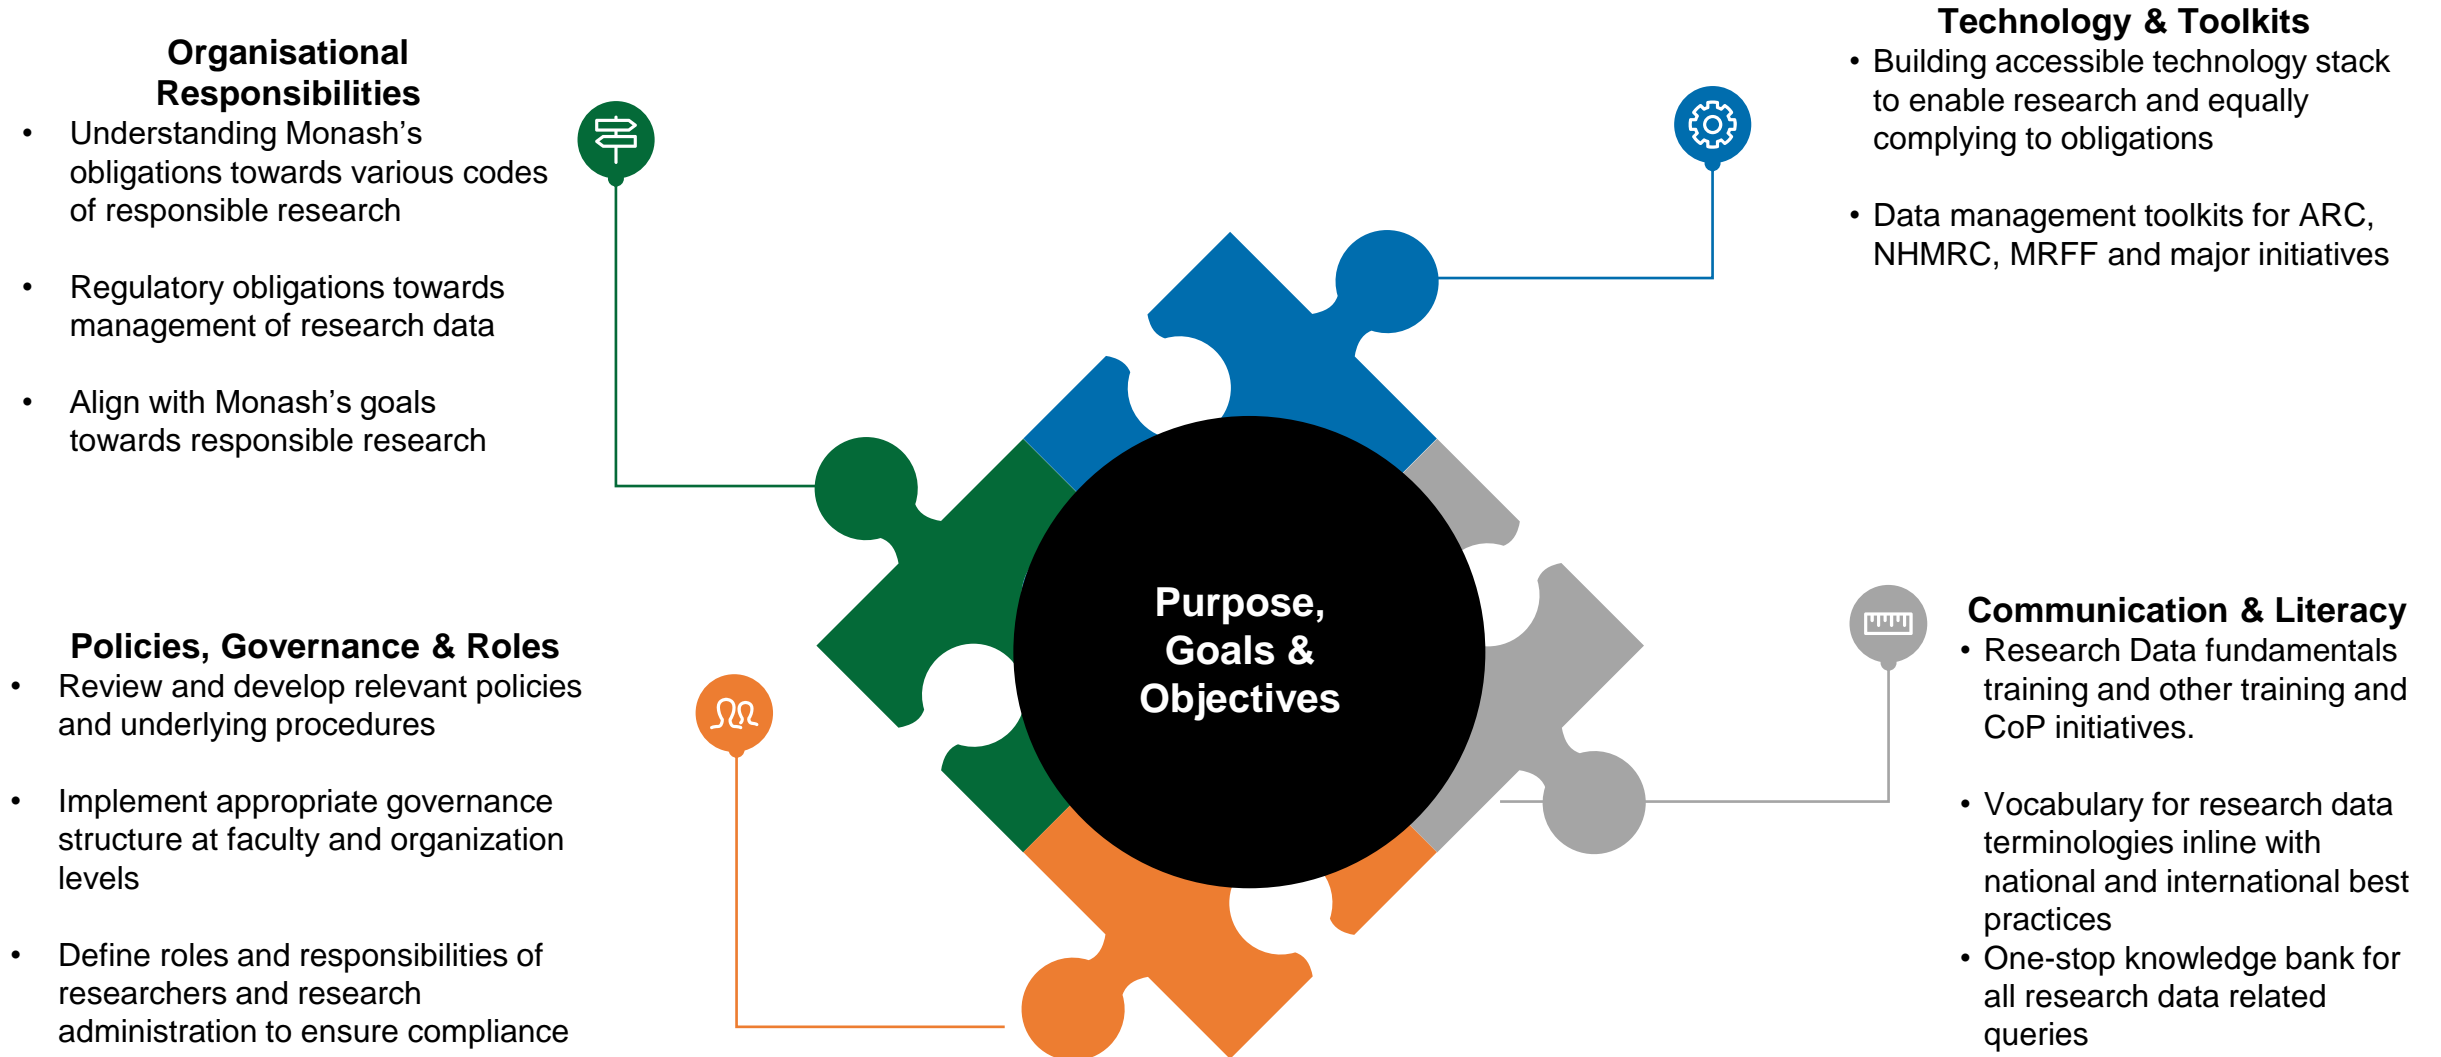 Organisational
Responsibilities
• Understanding Monash’s
obligations towards various codes
of responsible research
• Regulatory obligations towards
management of research data
• Align with Monash’s goals
towards responsible research
Technology & Toolkits
• Building accessible technology stack
to enable research and equally
complying to obligations
• Data management toolkits for ARC,
NHMRC, MRFF and major initiatives
Purpose,
Goals &
Objectives
Policies, Governance & Roles
• Review and develop relevant policies
and underlying procedures
• Implement appropriate governance
structure at faculty and organization
levels
• Define roles and responsibilities of
researchers and research
administration to ensure compliance
Communication & Literacy
• Research Data fundamentals
training and other training and
CoP initiatives.
• Vocabulary for research data
terminologies inline with
national and international best
practices
• One-stop knowledge bank for
all research data related
queries